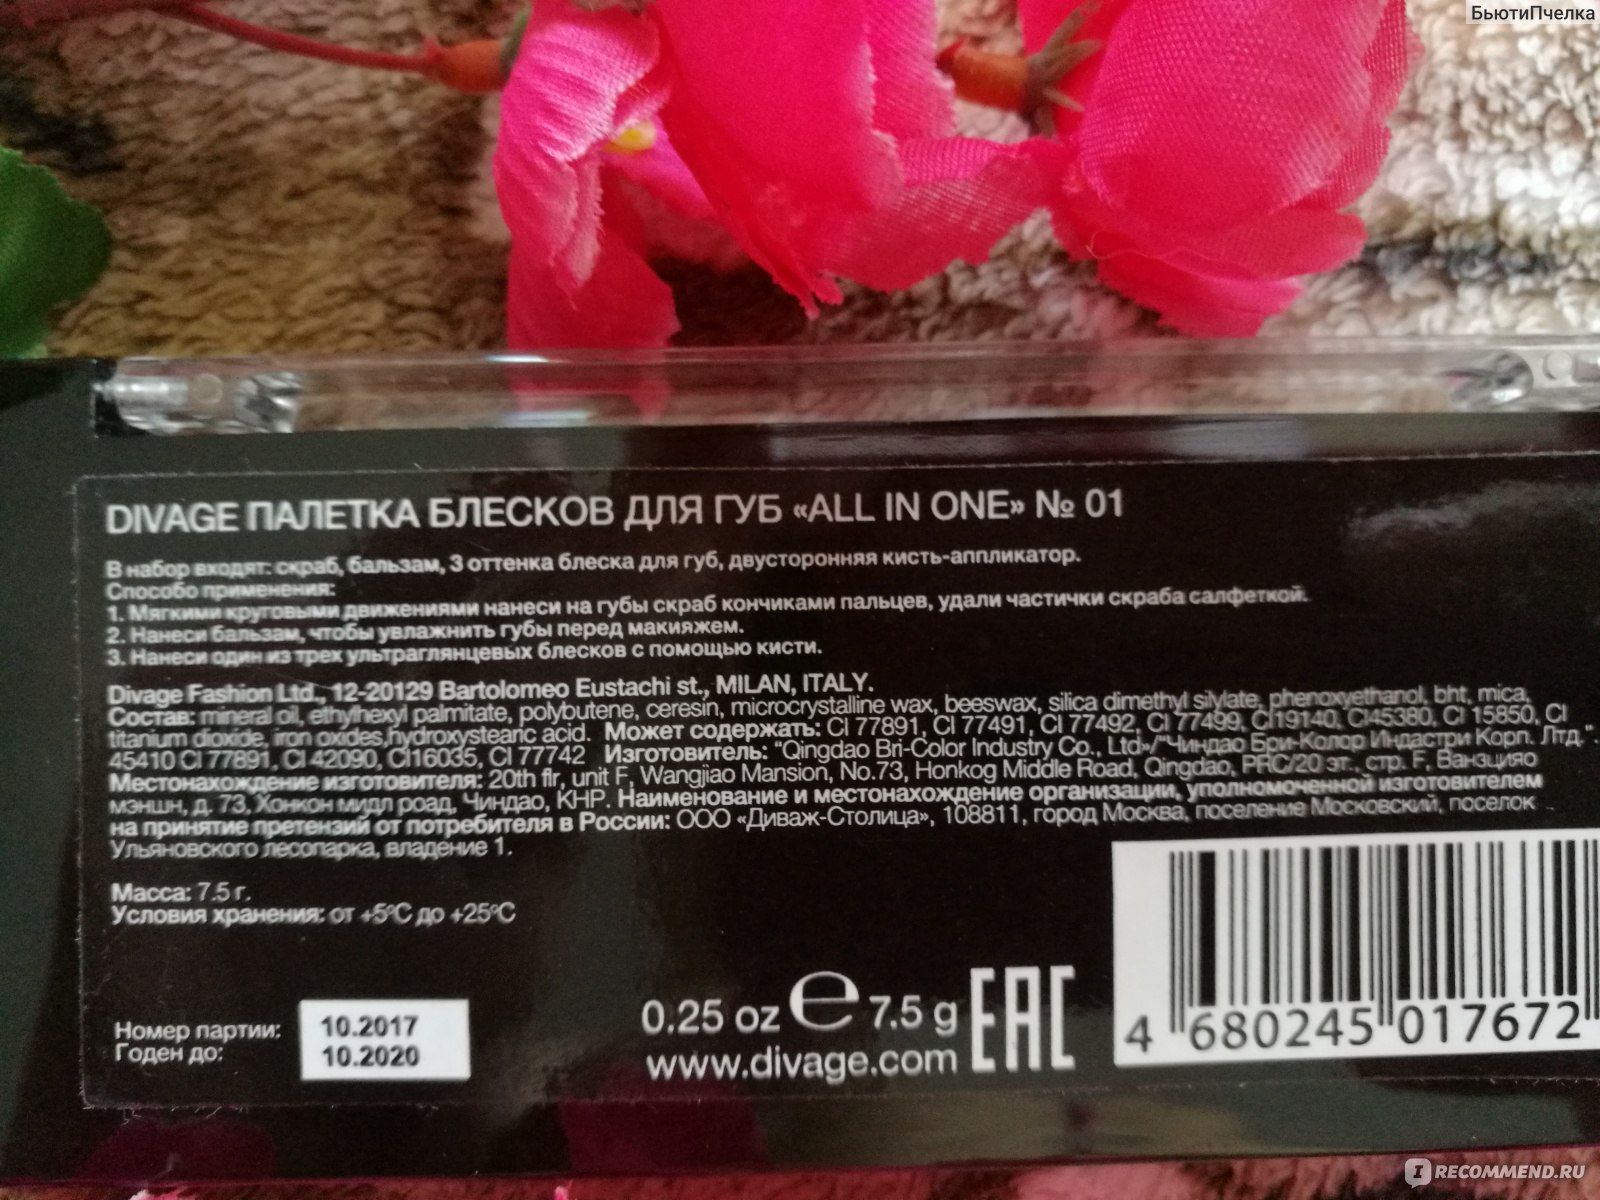 БьютиПчелка
DIVAGE ПАЛЕТКА БЛЕСКОВ ДЛЯ ГУБ «ALL IN ONE» № 01
В набор входят: скраб, бальзам, 3 оттенка блеска для губ, двусторонняя кисть-аппликатор.
Способо применения:
1. Мягкими круговыми движениями нанеси на губы скраб кончиками пальцев, удали частички скраба салфеткой.
2. Нанеси бальзам, чтобы увлажнить губы перед макияжем.
3. Нанеси один из трех ультраглянцевых блесков с помощью кисти.
Divage Fashion Ltd., 12-20129 Bartolomeo Eustachi st., MILAN, ITALY.
Состав: mineral oil, ethylhexyl palmitate, polybutene, ceresin, microcrystalline wax, beeswax, silica dimethyl silylate, phenoxyethanol, bht, mica,
titanium dioxide, iron oxides,hydroxystearic acid. Может содержать: CI 77891, CI 77491, CI 77492, CI 77499, CI19140, CI45380, CI 15850, CI
45410 CI 77891, CI 42090, CI16035, CI 77742 Изготовитель: "Qingdao Bri-Color Industry Co., Ltd»/"Чиндао Бри-Колор Индастри Корп. Лтд.".
Местонахождение изготовителя: 20th flr, unit F, Wangjiao Mansion, No.73, Honkog Middle Road, Qingdao, PRC/20 эт., стр. F, Ванзцияо
мэншн, д. 73, Хонкон мидл роад, Чиндао, КНР. Наименование и местонахождение организации, уполномоченной изготовителем
на принятие претензий от потребителя в России: ООО «Диваж-Столица», 108811, город Москва, поселение Московский, поселок
Ульяновского лесопарка, владение 1.
Масса: 7.5 г.
Условия хранения: от +5°C до +25°C
Номер партии: 10.2017
Годен до: 10.2020
0.25 oz ℮ 7.5 g
www.divage.com
EAC
4 680245 017672
IRECOMMEND.RU